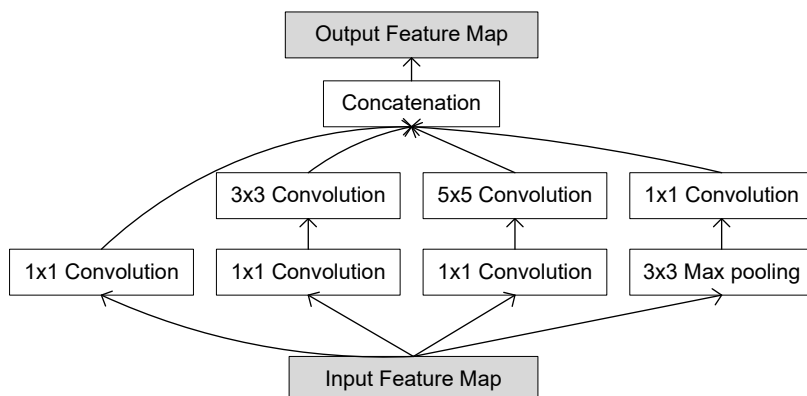 Output Feature Map
Concatenation
3x3 Convolution
5x5 Convolution
1x1 Convolution
1x1 Convolution
1x1 Convolution
1x1 Convolution
3x3 Max pooling
Input Feature Map